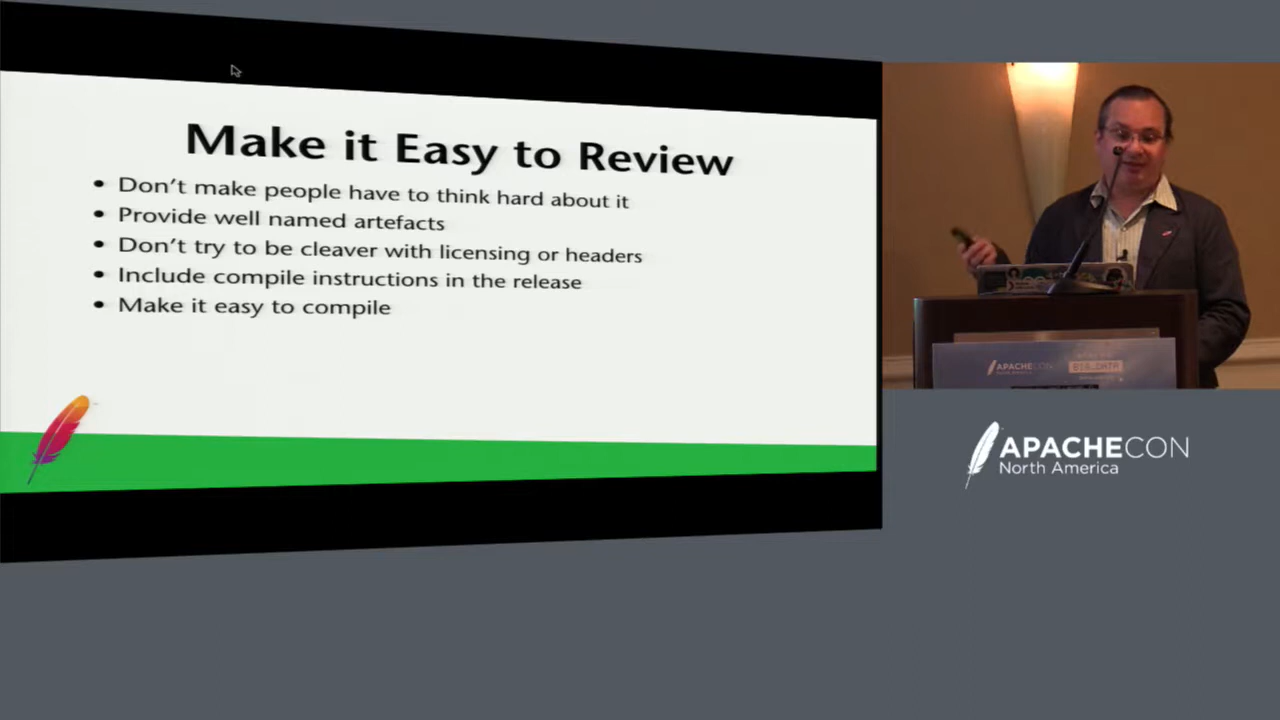 Make it Easy to Review
• Don't make people have to think hard about it
• Provide well named artefacts
• Don't try to be cleaver with licensing or headers
• Include compile instructions in the release
• Make it easy to compile
APACHECON
North America
APACHECON